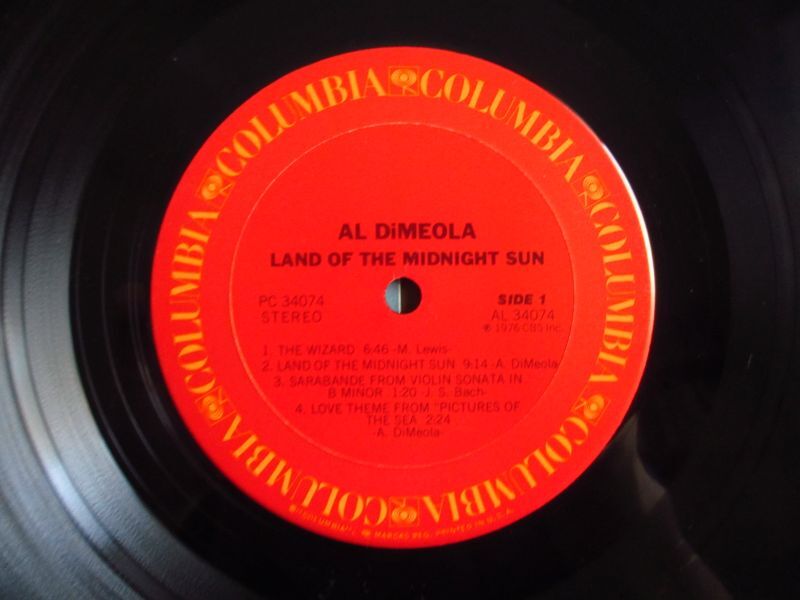 COLUMBIA COLUMBIA COLUMBIA COLUMBIA COLUMBIA COLUMBIA
AL DiMEOLA
LAND OF THE MIDNIGHT SUN
PC 34074
STEREO
SIDE 1
AL 34074
℗ 1976 CBS Inc.
1. THE WIZARD 6:46 -M. Lewis-
2. LAND OF THE MIDNIGHT SUN 9:14 -A. DiMeola-
3. SARABANDE FROM VIOLIN SONATA IN
B MINOR 1:20 -J. S. Bach-
4. LOVE THEME FROM "PICTURES OF
THE SEA 2:24
-A. DiMeola-
MARCAS REG. PRINTED IN U.S.A.